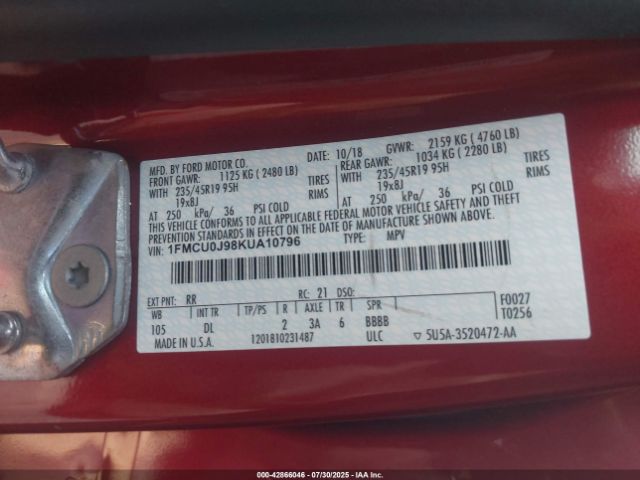 MFD. BY FORD MOTOR CO. DATE: 10/18 GVWR: 2159 KG ( 4760 LB)
FRONT GAWR: 1125 KG ( 2480 LB) REAR GAWR: 1034 KG ( 2280 LB)
WITH 235/45R19 95H TIRES WITH 235/45R19 95H TIRES
19x8J RIMS 19x8J RIMS
AT 250 kPa/ 36 PSI COLD AT 250 kPa/ 36 PSI COLD
THIS VEHICLE CONFORMS TO ALL APPLICABLE FEDERAL MOTOR VEHICLE SAFETY AND THEFT
PREVENTION STANDARDS IN EFFECT ON THE DATE OF MANUFACTURE SHOWN ABOVE.
VIN: 1FMCU0J98KUA10796 TYPE: MPV
EXT PNT: RR RC: 21 DSO:
WB INT TR TP/PS R AXLE TR SPR F0027
105 DL 2 3A 6 BBBB T0256
MADE IN U.S.A. 1201810231487 ULC ▽ 5U5A-3520472-AA
000-42866046 - 07/30/2025 - IAA Inc.